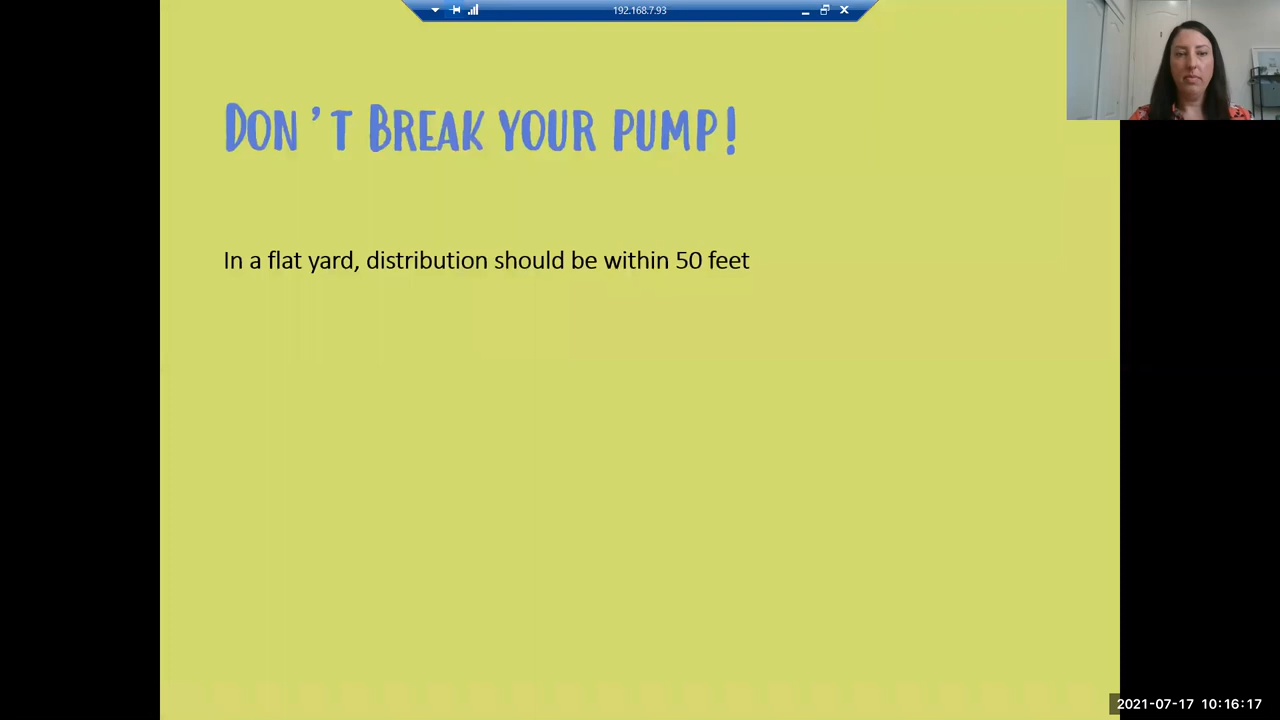 192.168.7.93
DON'T BREAK YOUR PUMP!
In a flat yard, distribution should be within 50 feet
2021-07-17 10:16:17